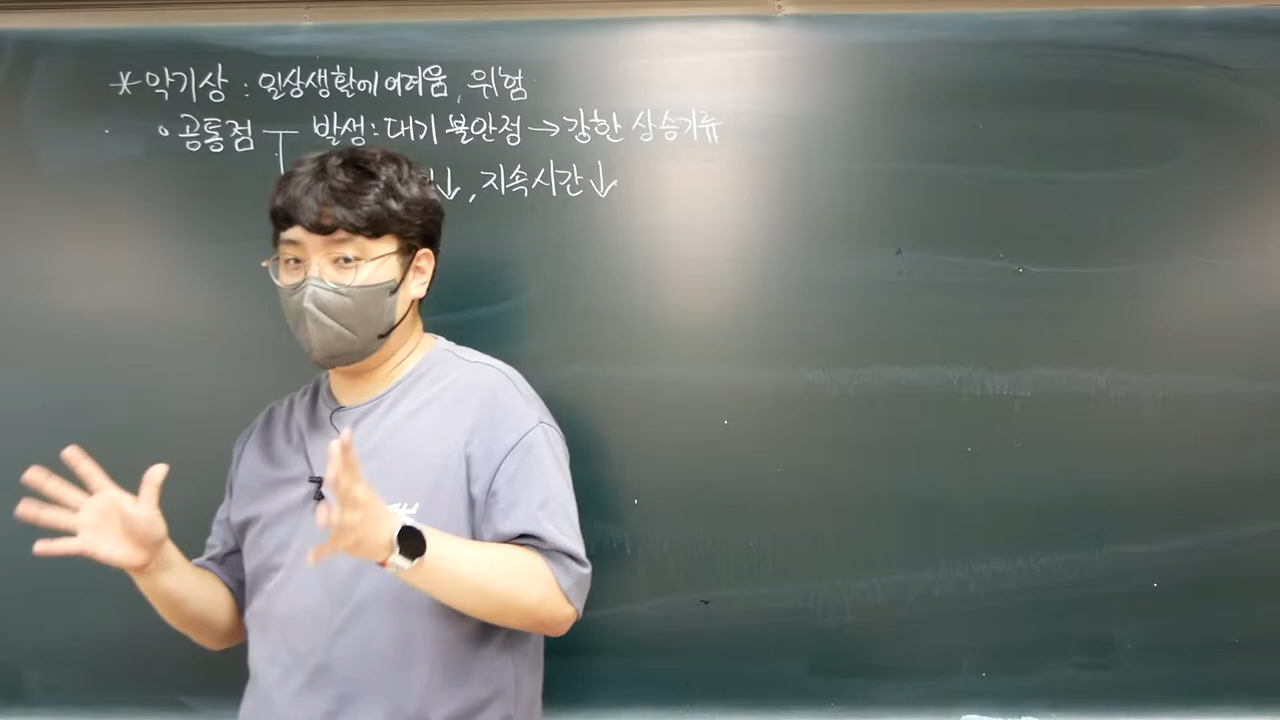 * 악기상 : 일상생활에 어려움, 위험
• 공통점 발생 : 대기 불안정 → 강한 상승기류
↓, 지속시간 ↓